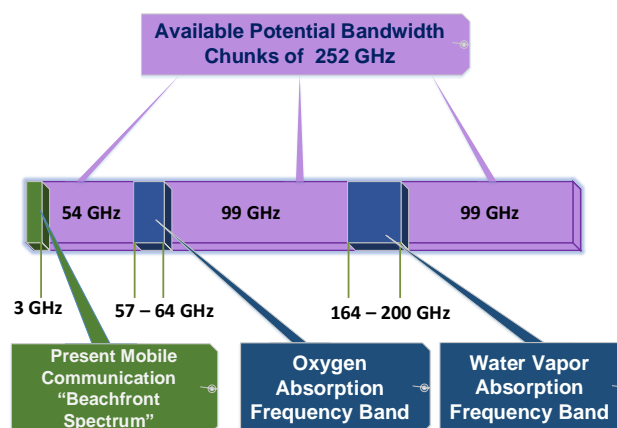 Available Potential Bandwidth
Chunks of 252 GHz
54 GHz
99 GHz
99 GHz
3 GHz
57 – 64 GHz
164 – 200 GHz
Present Mobile
Communication
“Beachfront
Spectrum”
Oxygen
Absorption
Frequency Band
Water Vapor
Absorption
Frequency Band